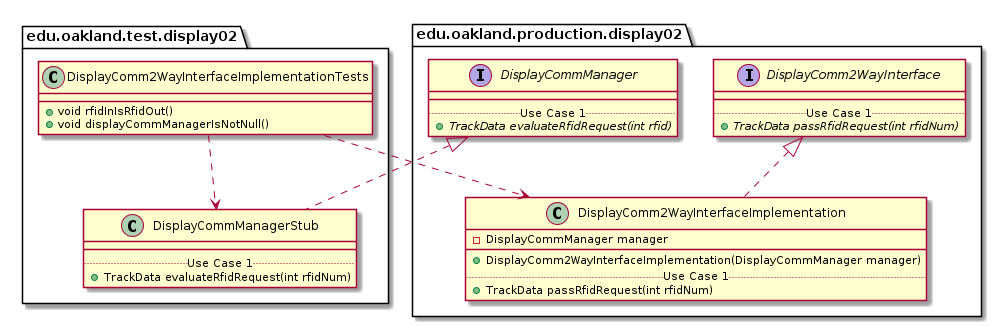 edu.oakland.test.display02
C DisplayComm2WayInterfaceImplementationTests
void rfidInIsRfidOut()
void displayCommManagerIsNotNull()
C DisplayCommManagerStub
Use Case 1
TrackData evaluateRfidRequest(int rfidNum)
edu.oakland.production.display02
I DisplayCommManager
Use Case 1
TrackData evaluateRfidRequest(int rfid)
I DisplayComm2WayInterface
Use Case 1
TrackData passRfidRequest(int rfidNum)
C DisplayComm2WayInterfaceImplementation
DisplayCommManager manager
DisplayComm2WayInterfaceImplementation(DisplayCommManager manager)
Use Case 1
TrackData passRfidRequest(int rfidNum)